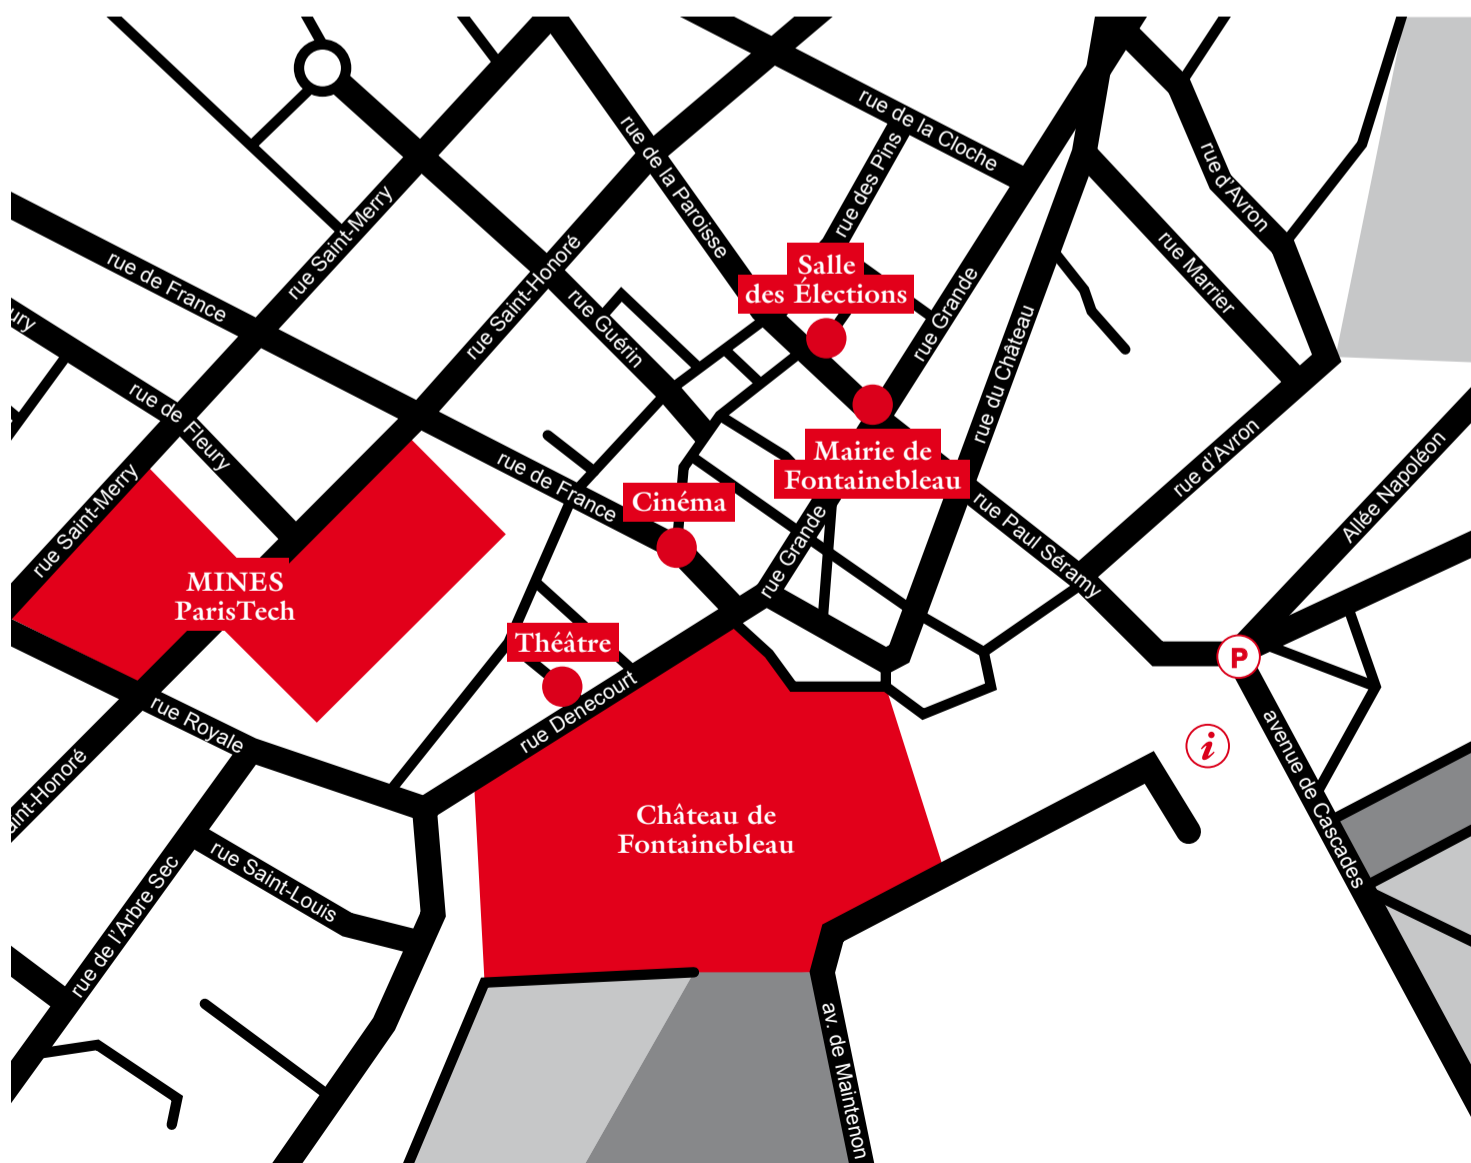 rue de la Cloche
rue de la Paroisse
rue des Pins
rue d'Avron
rue Saint-Merry
rue de France
rue Saint-Honoré
rue Guérin
Salle
des Élections
rue Grande
rue Marrier
rue du Château
ury
rue de Fleury
rue de France
Mairie de
Fontainebleau
rue d'Avron
Allée Napoléon
Cinéma
rue Saint-Merry
rue Grande
rue Paul Séramy
MINES
ParisTech
Théâtre
P
rue Royale
rue Denecourt
i
aint-Honoré
avenue de Cascades
Château de
Fontainebleau
rue Saint-Louis
rue de l'Arbre Sec
av. de Maintenon